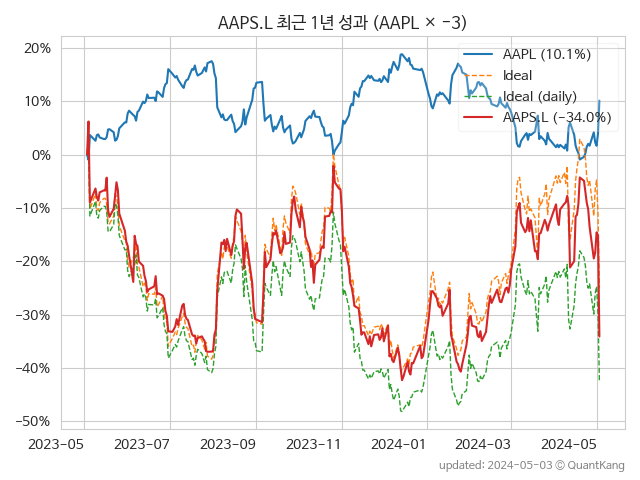 AAPS.L 최근 1년 성과 (AAPL × −3)
20%
10%
0%
−10%
−20%
−30%
−40%
−50%
AAPL (10.1%)
Ideal
Ideal (daily)
AAPS.L (−34.0%)
2023-05
2023-07
2023-09
2023-11
2024-01
2024-03
2024-05
updated: 2024-05-03 © QuantKang